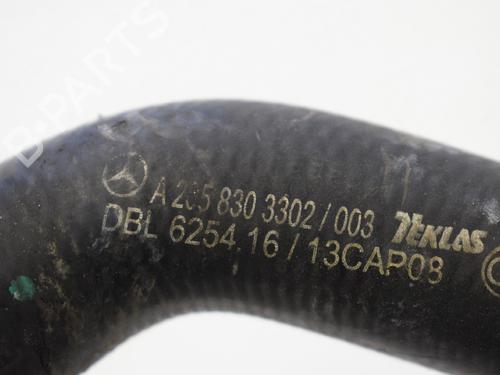 A 205 830 3302 / 003 TEKLAS
DBL 6254.16 / 13CAP08
B-PARTS